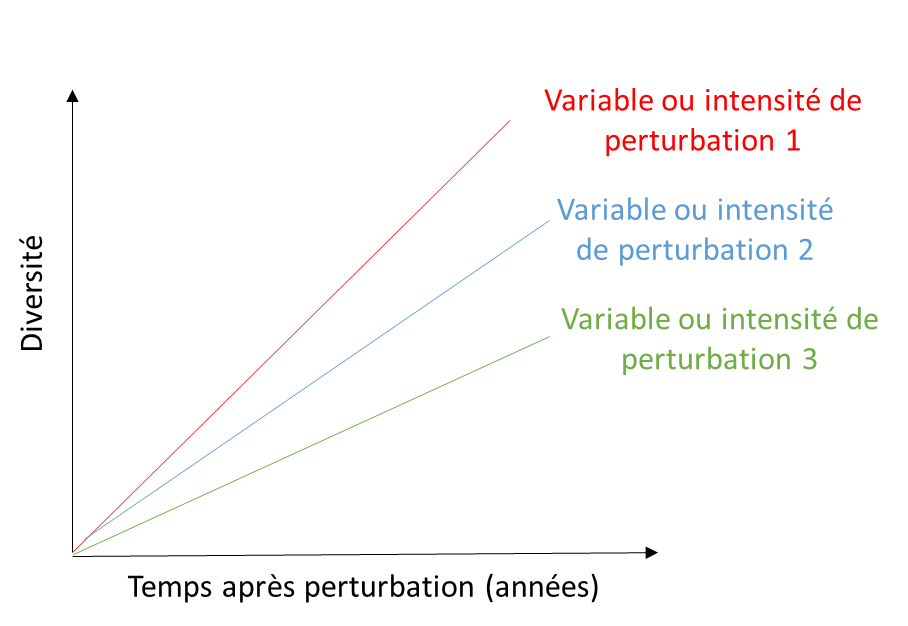 Variable ou intensité de
perturbation 1
Variable ou intensité
de perturbation 2
Variable ou intensité de
perturbation 3
Diversité
Temps après perturbation (années)